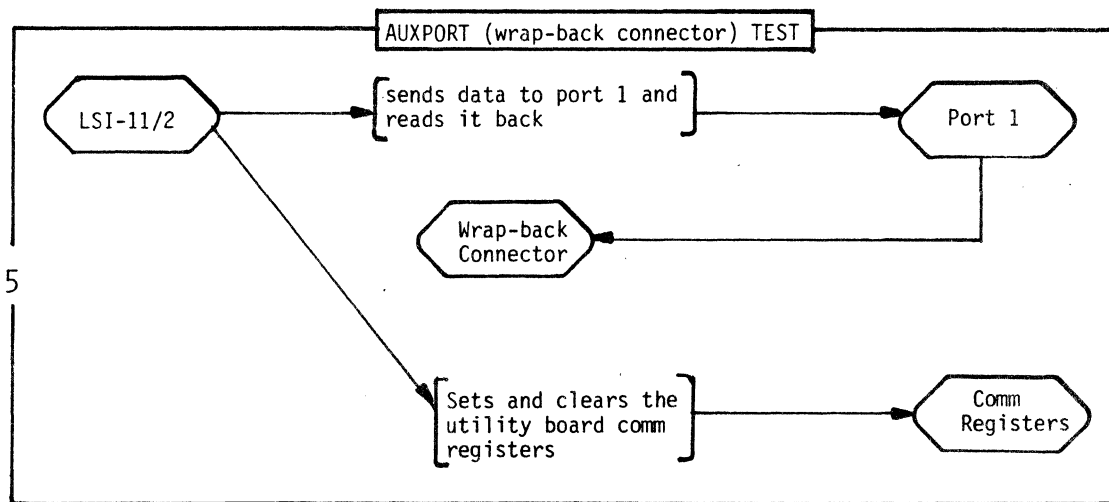 AUXPORT (wrap-back connector) TEST
LSI-11/2
sends data to port 1 and
reads it back
Port 1
Wrap-back
Connector
5
Sets and clears the
utility board comm
registers
Comm
Registers